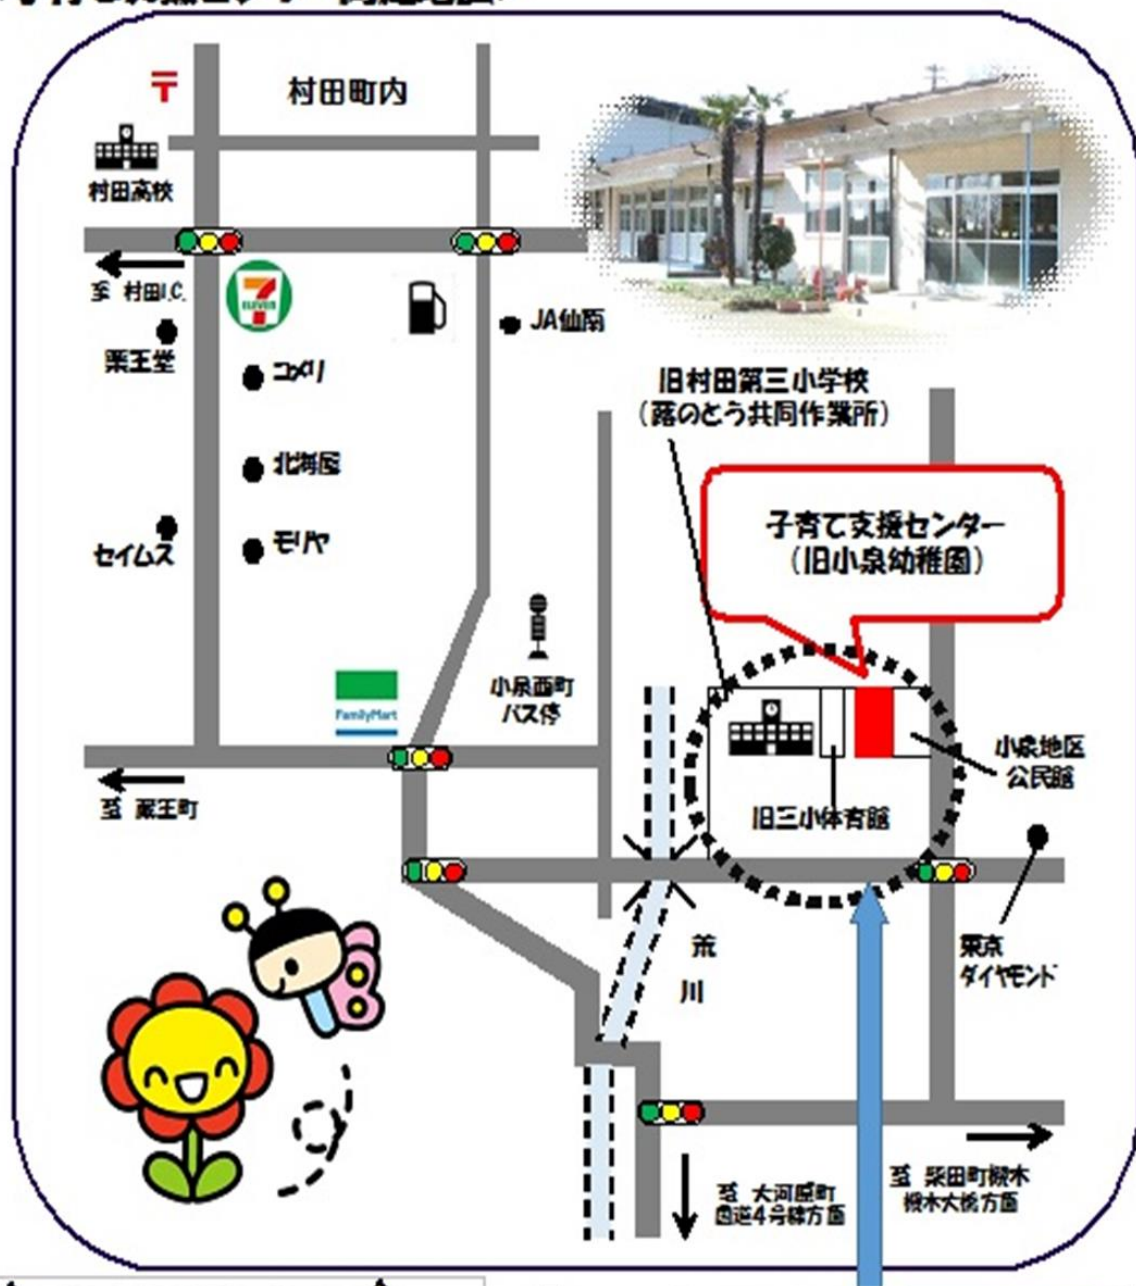 〒
村田町内
村田高校
至 村田I.C.
7
ELEVEN
JA仙南
薬王堂
コメリ
旧村田第三小学校
(蕗のとう共同作業所)
北海屋
子育て支援センター
(旧小泉幼稚園)
セイムス
モリヤ
小泉西町
バス停
FamilyMart
小泉地区
公民館
至 蔵王町
旧三小体育館
荒
川
東京
ダイヤモンド
至 大河原町
国道4号線方面
至 柴田町槻木
槻木大橋方面